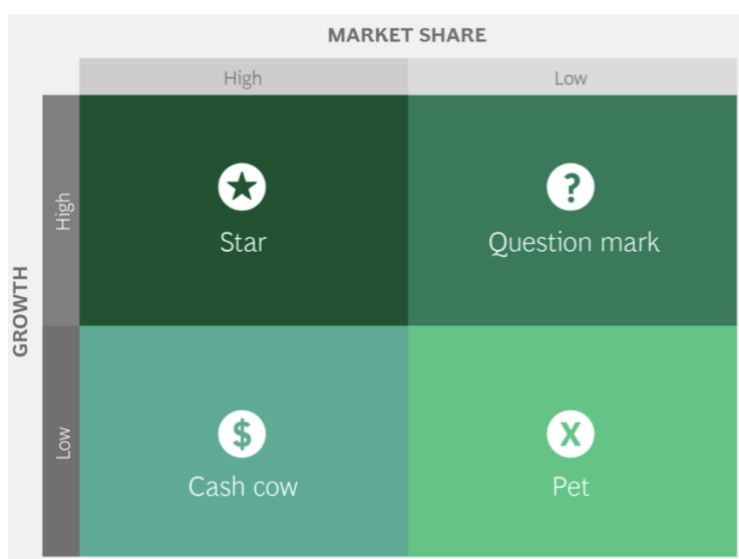 MARKET SHARE
High Low
GROWTH
High
Star
? Question mark
Low
$ Cash cow
X Pet